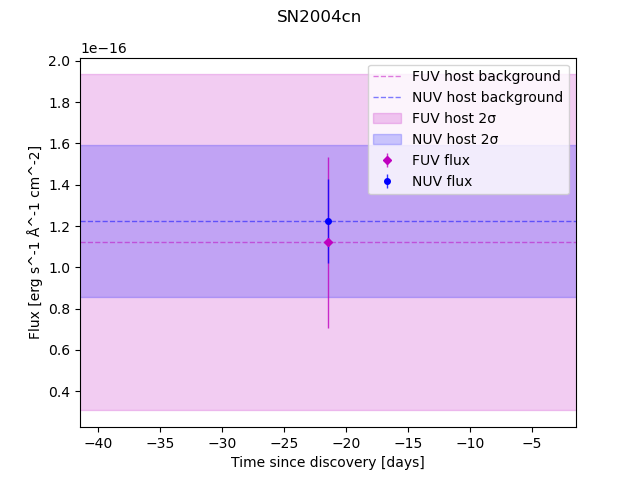 SN2004cn
1e−16
2.0
1.8
1.6
1.4
1.2
1.0
0.8
0.6
0.4
Flux [erg s^-1 Å^-1 cm^-2]
FUV host background
NUV host background
FUV host 2σ
NUV host 2σ
FUV flux
NUV flux
−40 −35 −30 −25 −20 −15 −10 −5
Time since discovery [days]